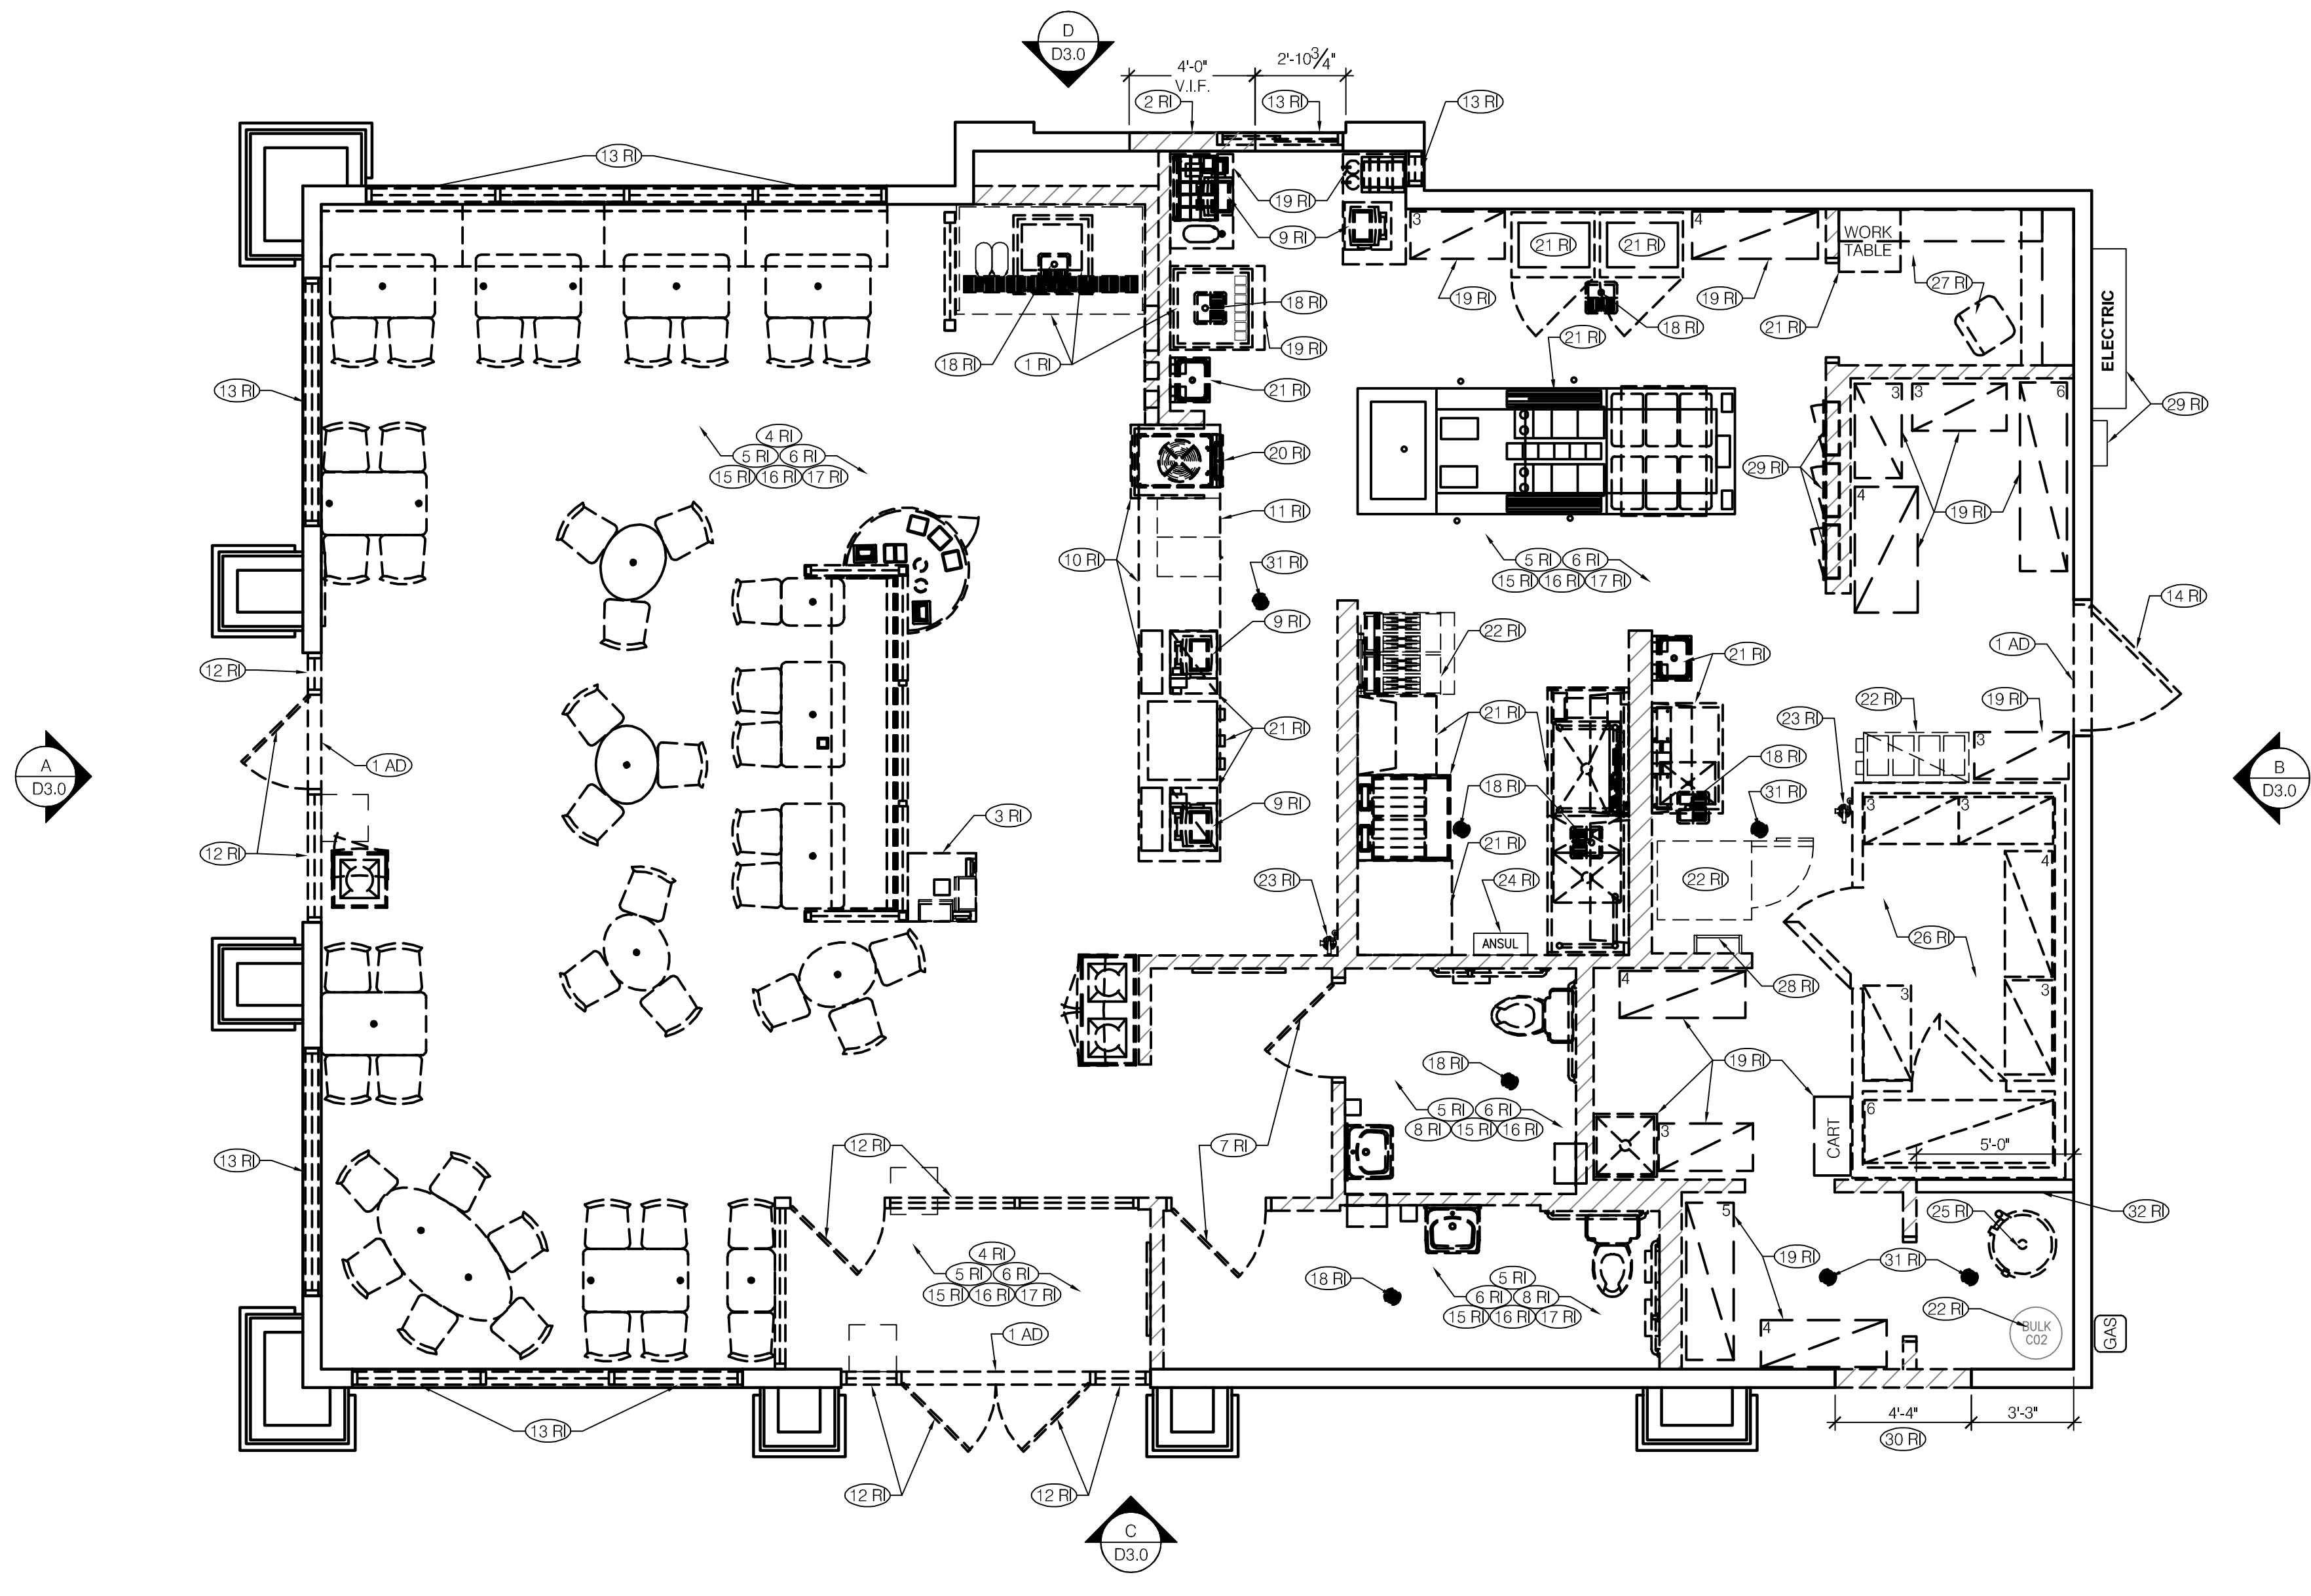 D
D3.0
4'-0"
V.I.F.
2'-10 3/4"
2 RI
13 RI
13 RI
13 RI
19 RI
9 RI
3
4
21 RI
21 RI
WORK
TABLE
27 RI
18 RI
19 RI
19 RI
18 RI
21 RI
ELECTRIC
18 RI
1 RI
19 RI
21 RI
13 RI
21 RI
3
3
6
29 RI
4 RI
5 RI
6 RI
15 RI
16 RI
17 RI
20 RI
29 RI
4
11 RI
19 RI
10 RI
31 RI
5 RI
6 RI
15 RI
16 RI
17 RI
14 RI
9 RI
22 RI
1 AD
12 RI
21 RI
22 RI
19 RI
21 RI
23 RI
21 RI
3
A
D3.0
1 AD
18 RI
18 RI
31 RI
B
D3.0
9 RI
3
3
3 RI
12 RI
21 RI
4
23 RI
24 RI
22 RI
ANSUL
26 RI
4
28 RI
3
3
18 RI
19 RI
5 RI
6 RI
8 RI
15 RI
16 RI
3
CART
6
5'-0"
12 RI
7 RI
13 RI
5
25 RI
32 RI
4 RI
5 RI
6 RI
15 RI
16 RI
17 RI
18 RI
5 RI
6 RI
8 RI
15 RI
16 RI
17 RI
19 RI
31 RI
22 RI
BULK
CO2
GAS
1 AD
4
13 RI
4'-4"
3'-3"
30 RI
12 RI
12 RI
C
D3.0